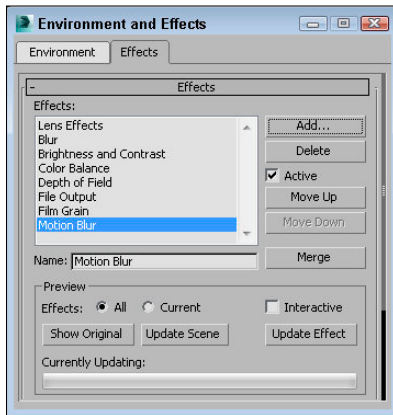 Environment and Effects
Environment Effects
- Effects
Effects:
Lens Effects
Blur
Brightness and Contrast
Color Balance
Depth of Field
File Output
Film Grain
Motion Blur
Add...
Delete
Active
Move Up
Move Down
Name: Motion Blur
Merge
Preview
Effects: All Current Interactive
Show Original Update Scene Update Effect
Currently Updating: